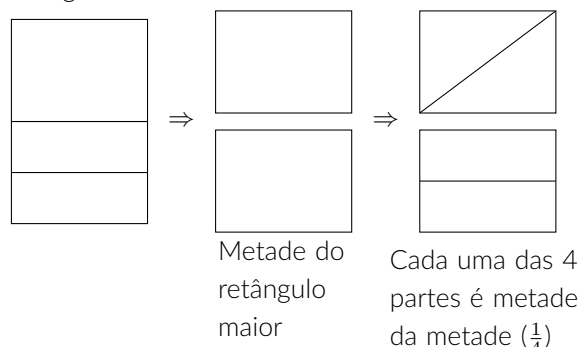 ⇒
⇒
Metade do
retângulo
maior
Cada uma das 4
partes é metade
da metade (1/4)